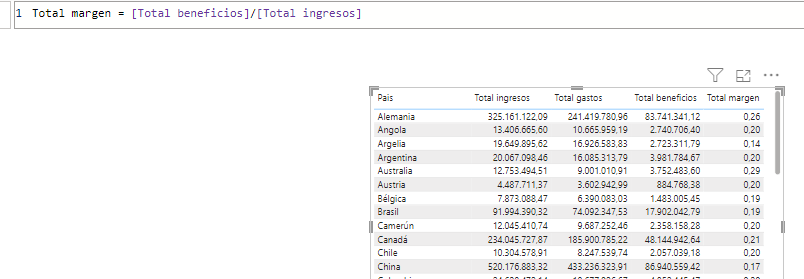 1 Total margen = [Total beneficios]/[Total ingresos]
Pais Total ingresos Total gastos Total beneficios Total margen
Alemania 325.161.122,09 241.419.780,96 83.741.341,12 0,26
Angola 13.406.665,60 10.665.959,19 2.740.706,40 0,20
Argelia 19.649.895,62 16.926.583,83 2.723.311,79 0,14
Argentina 20.067.098,46 16.085.313,79 3.981.784,67 0,20
Australia 12.753.494,51 9.001.010,91 3.752.483,60 0,29
Austria 4.487.711,37 3.602.942,99 884.768,38 0,20
Bélgica 7.873.088,47 6.390.083,03 1.483.005,45 0,19
Brasil 91.994.390,32 74.092.347,53 17.902.042,79 0,19
Camerún 12.045.410,74 9.687.252,46 2.358.158,28 0,20
Canadá 234.045.727,87 185.900.785,22 48.144.942,64 0,21
Chile 10.304.578,91 8.247.539,74 2.057.039,18 0,20
China 520.176.883,32 433.236.323,91 86.940.559,42 0,17